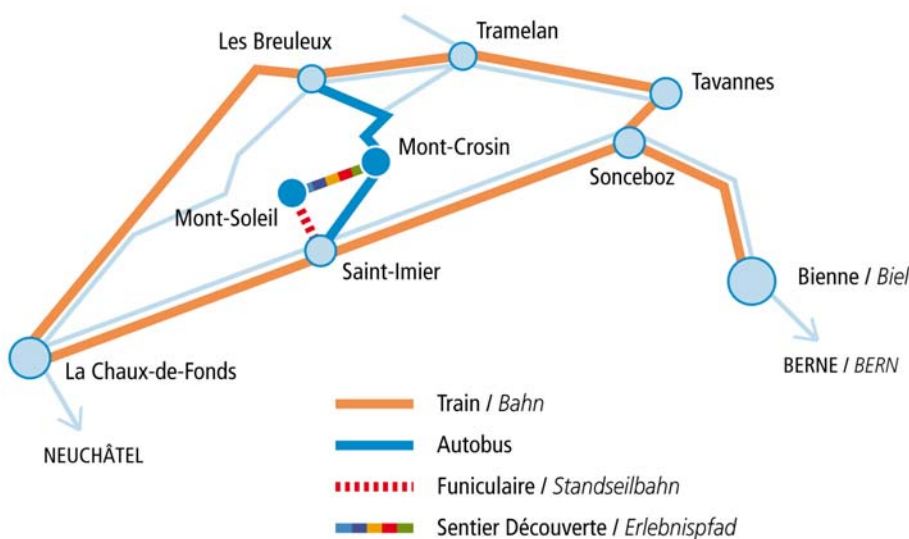 Tramelan
Les Breuleux
Tavannes
Mont-Crosin
Sonceboz
Mont-Soleil
Saint-Imier
Bienne / Biel
La Chaux-de-Fonds
BERNE / BERN
NEUCHÂTEL
Train / Bahn
Autobus
Funiculaire / Standseilbahn
Sentier Découverte / Erlebnispfad